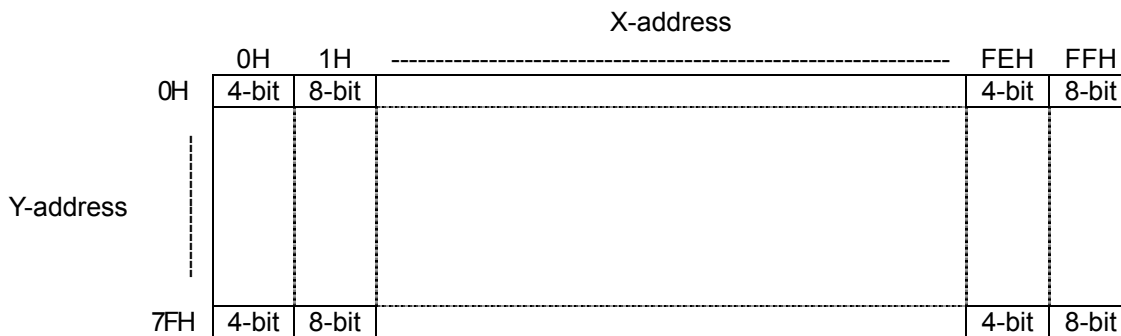 X-address
0H 1H ---------------------------------------------------------------- FEH FFH
0H 4-bit 8-bit 4-bit 8-bit
Y-address
7FH 4-bit 8-bit 4-bit 8-bit